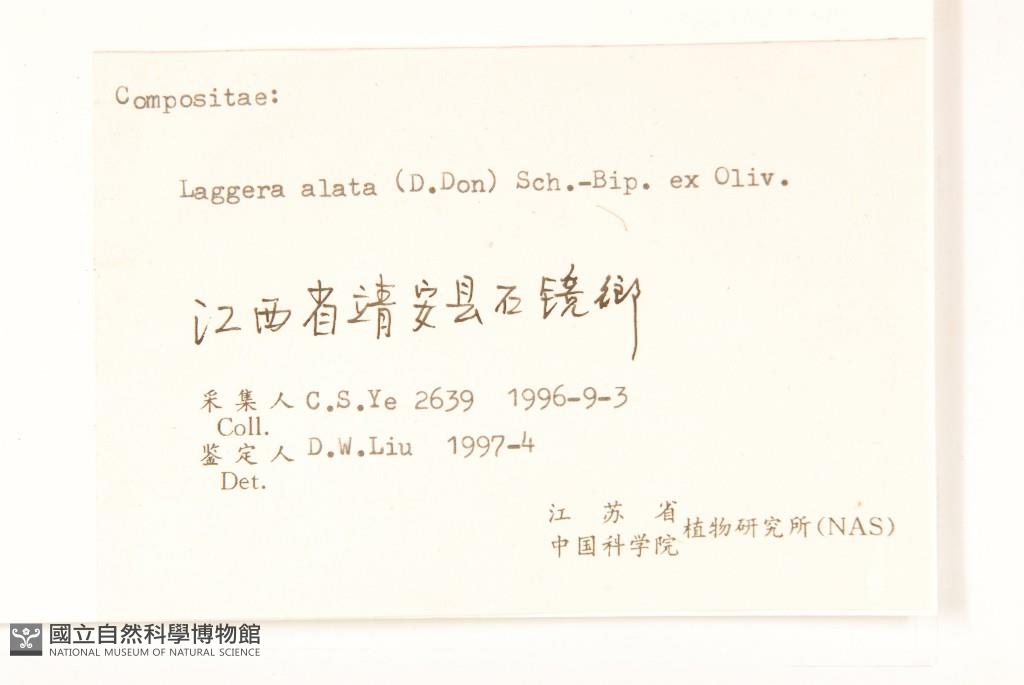 Compositae:
Laggera alata (D.Don) Sch.-Bip. ex Oliv.
江西省靖安县石镜鄉
采集人 C.S.Ye 2639 1996-9-3
Coll.
鉴定人 D.W.Liu 1997-4
Det.
江苏省
中国科学院 植物研究所(NAS)
國立自然科學博物館
NATIONAL MUSEUM OF NATURAL SCIENCE